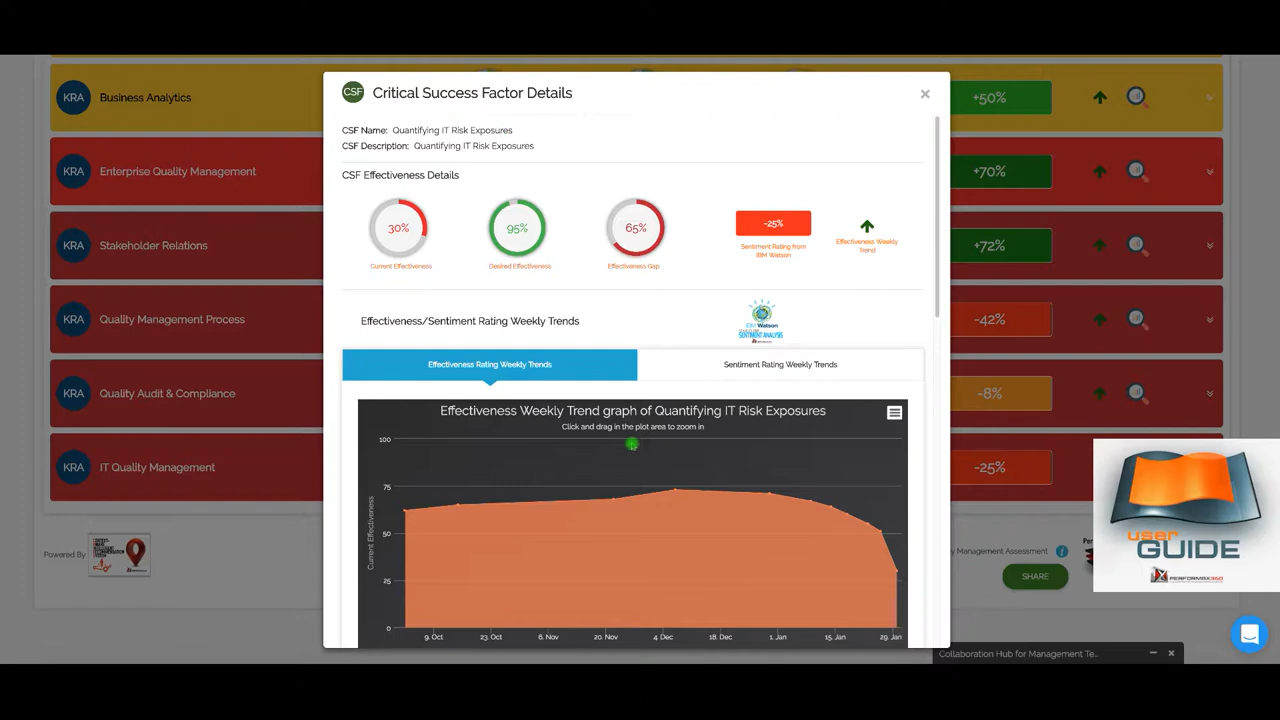 KRA Business Analytics
+50%
KRA Enterprise Quality Management
+70%
KRA Stakeholder Relations
+72%
KRA Quality Management Process
-42%
KRA Quality Audit & Compliance
-8%
KRA IT Quality Management
-25%
CSF Critical Success Factor Details ×
CSF Name: Quantifying IT Risk Exposures
CSF Description: Quantifying IT Risk Exposures
CSF Effectiveness Details
30%
Current Effectiveness
95%
Desired Effectiveness
65%
Effectiveness Gap
-25%
Sentiment Rating from
IBM Watson
Effectiveness Weekly
Trend
Effectiveness/Sentiment Rating Weekly Trends
IBM Watson
SENTIMENT ANALYSIS
Effectiveness Rating Weekly Trends
Sentiment Rating Weekly Trends
Effectiveness Weekly Trend graph of Quantifying IT Risk Exposures
Click and drag in the plot area to zoom in
Current Effectiveness
100
75
50
25
0
9. Oct 23. Oct 6. Nov 20. Nov 4. Dec 18. Dec 1. Jan 15. Jan 29. Jan
Powered By
y Management Assessment
SHARE
user
GUIDE
PERFORMAX360
Collaboration Hub for Management Te...